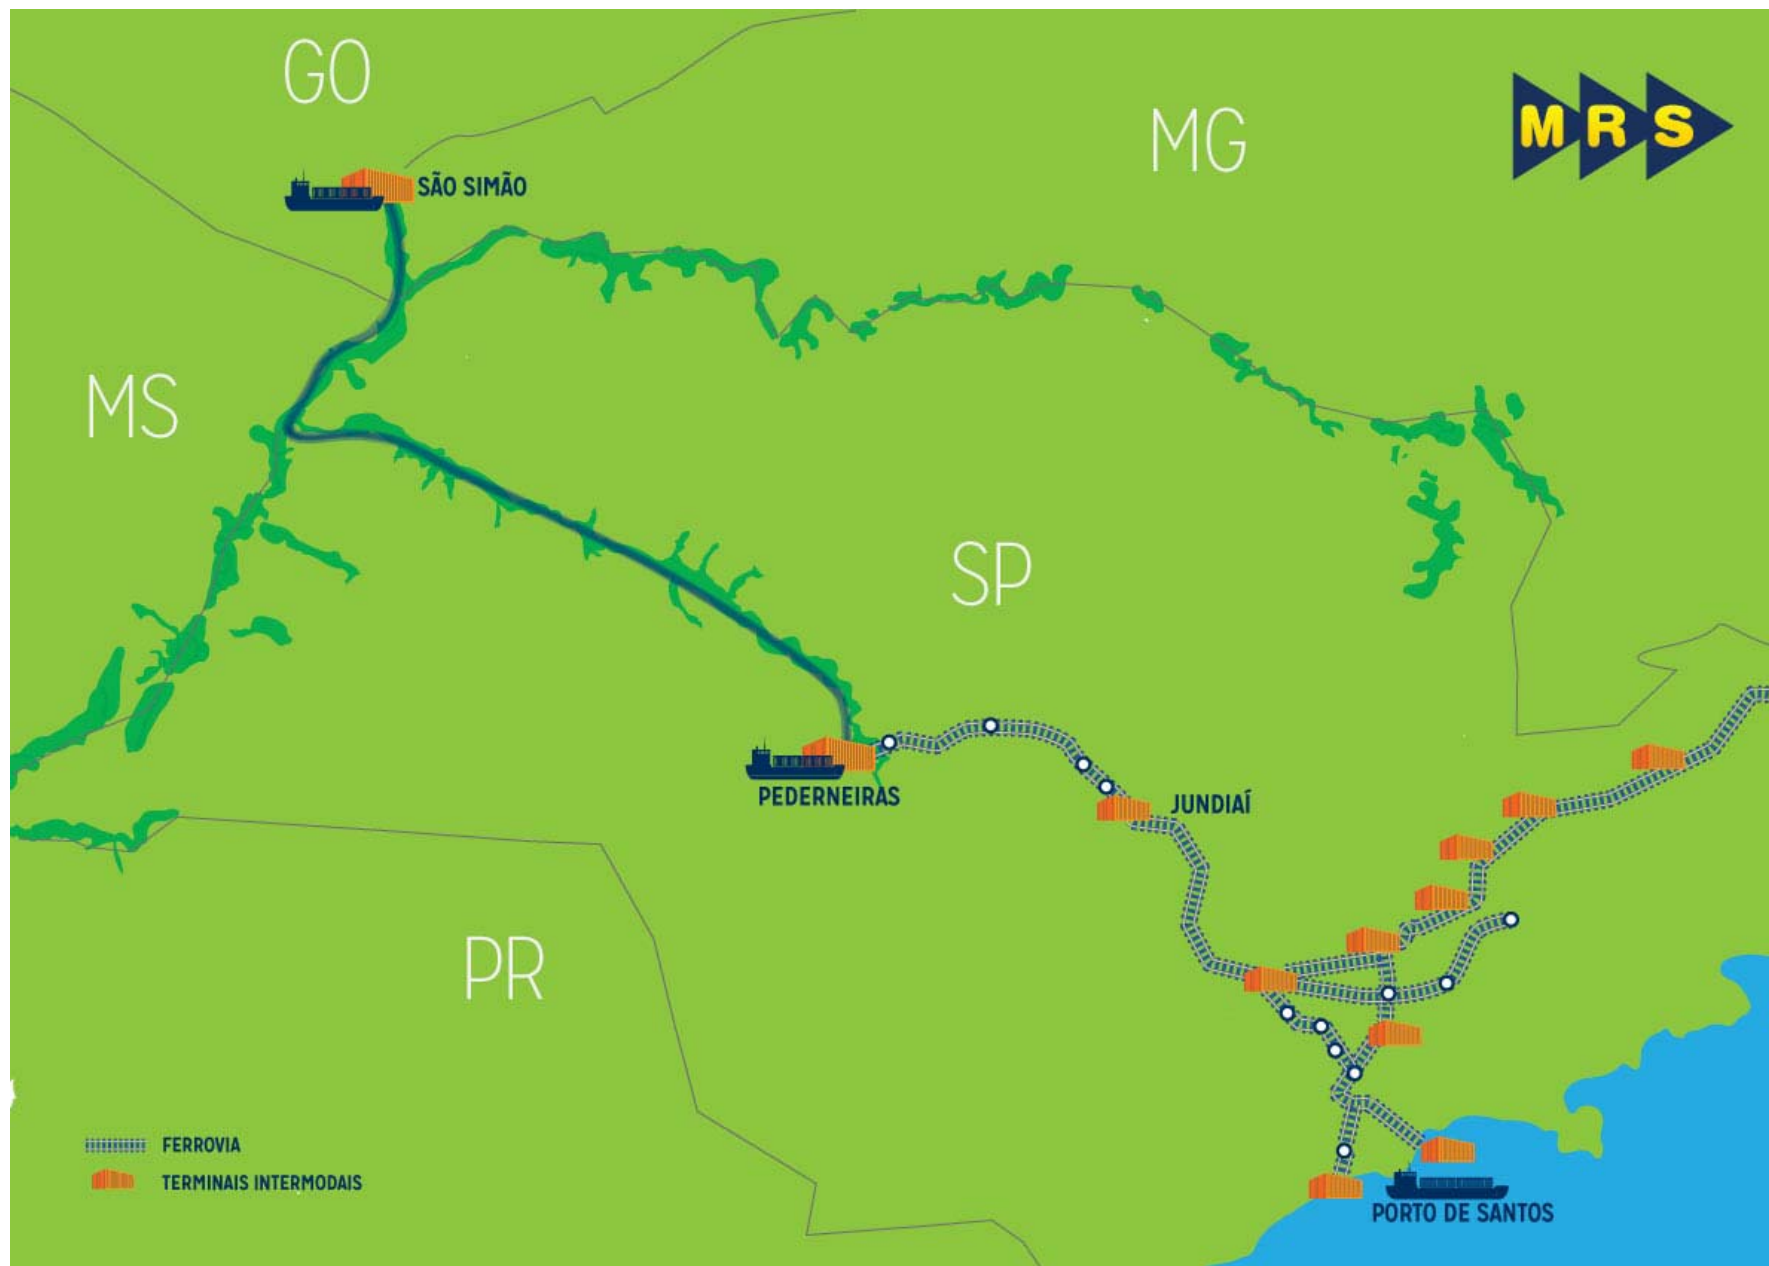 GO
MG
MRS
SÃO SIMÃO
MS
SP
PEDERNEIRAS
JUNDIAÍ
PR
FERROVIA
TERMINAIS INTERMODAIS
PORTO DE SANTOS